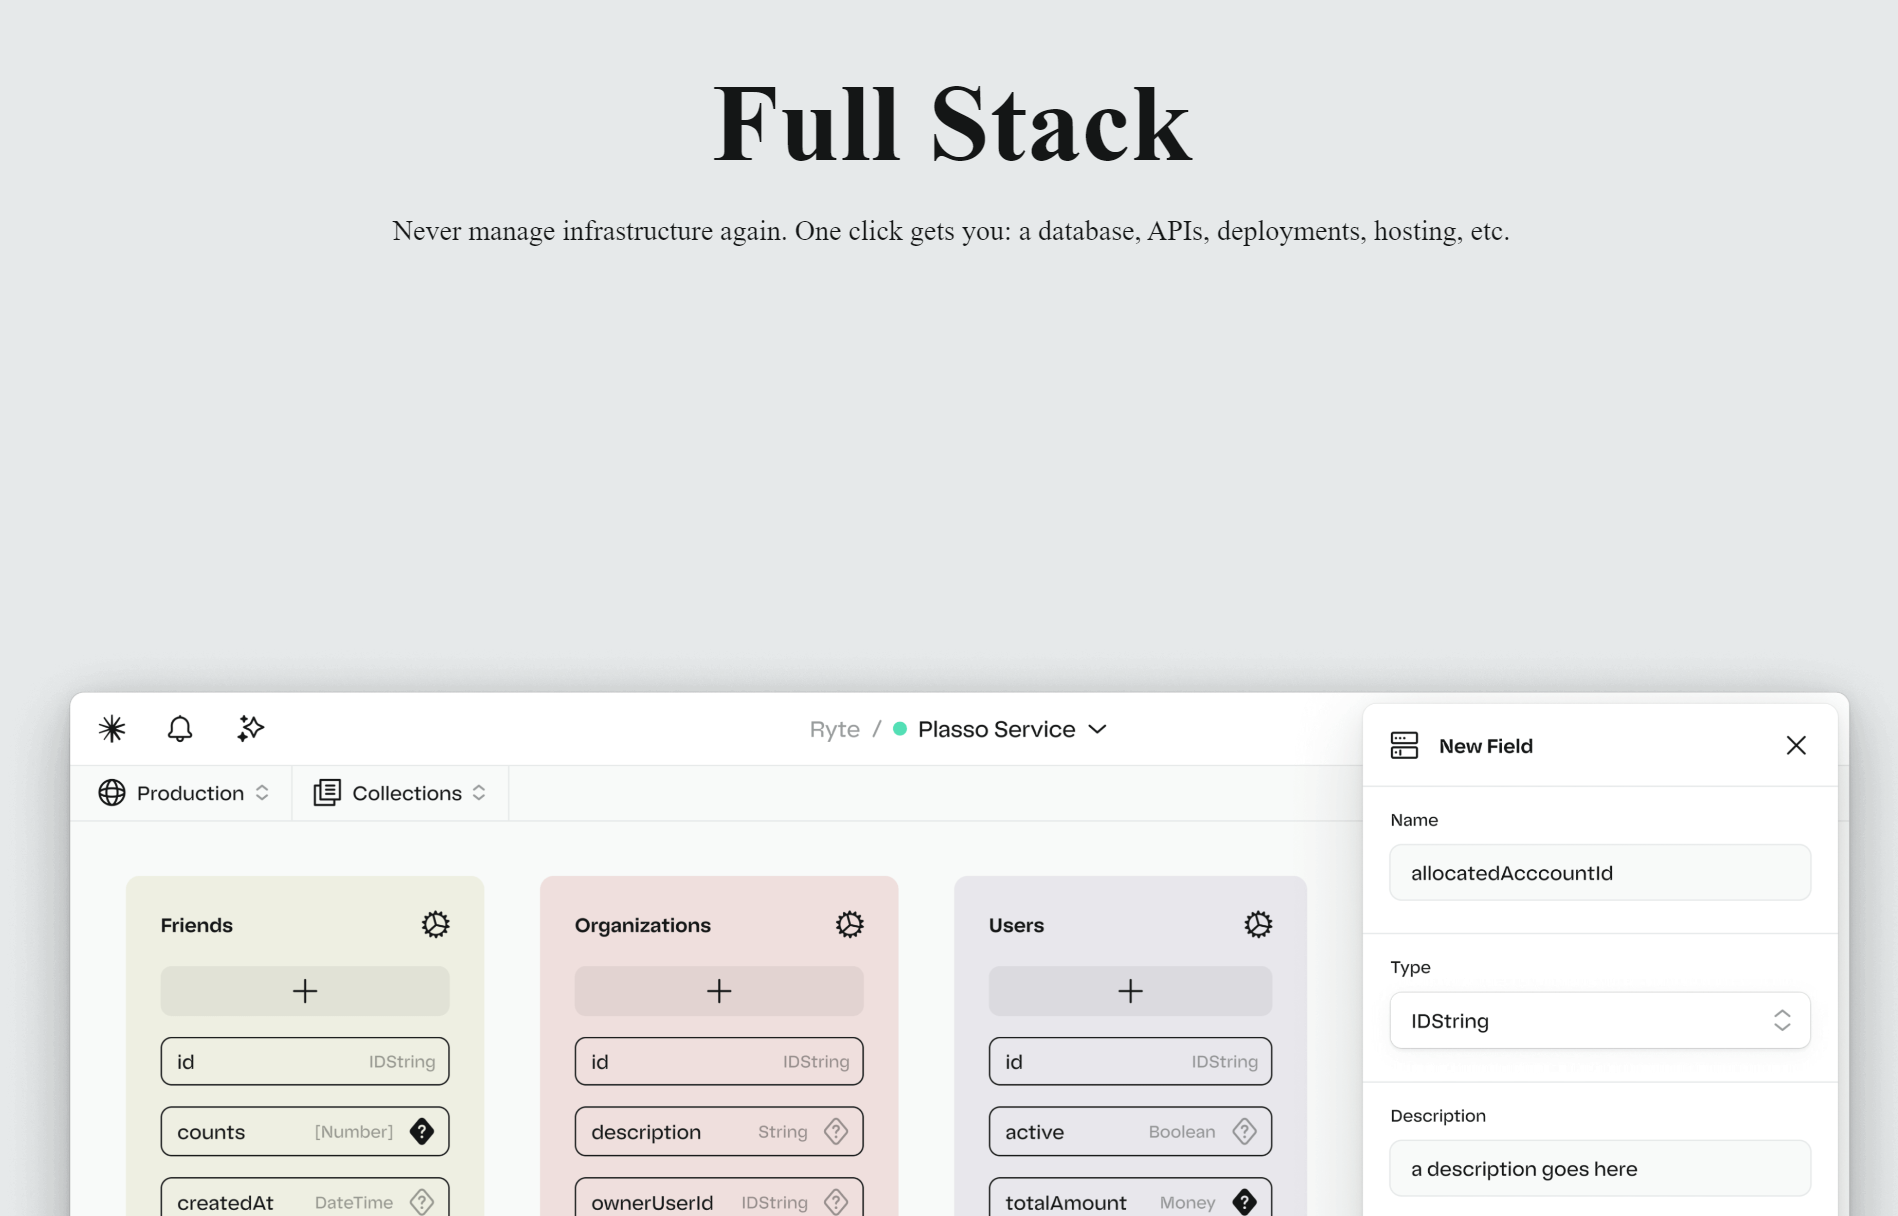 Full Stack
Never manage infrastructure again. One click gets you: a database, APIs, deployments, hosting, etc.
Ryte / Plasso Service
Production
Collections
Friends
id IDString
counts [Number] ?
createdAt DateTime ?
Organizations
id IDString
description String ?
ownerUserId IDString ?
Users
id IDString
active Boolean ?
totalAmount Money ?
New Field
Name
allocatedAcccountId
Type
IDString
Description
a description goes here